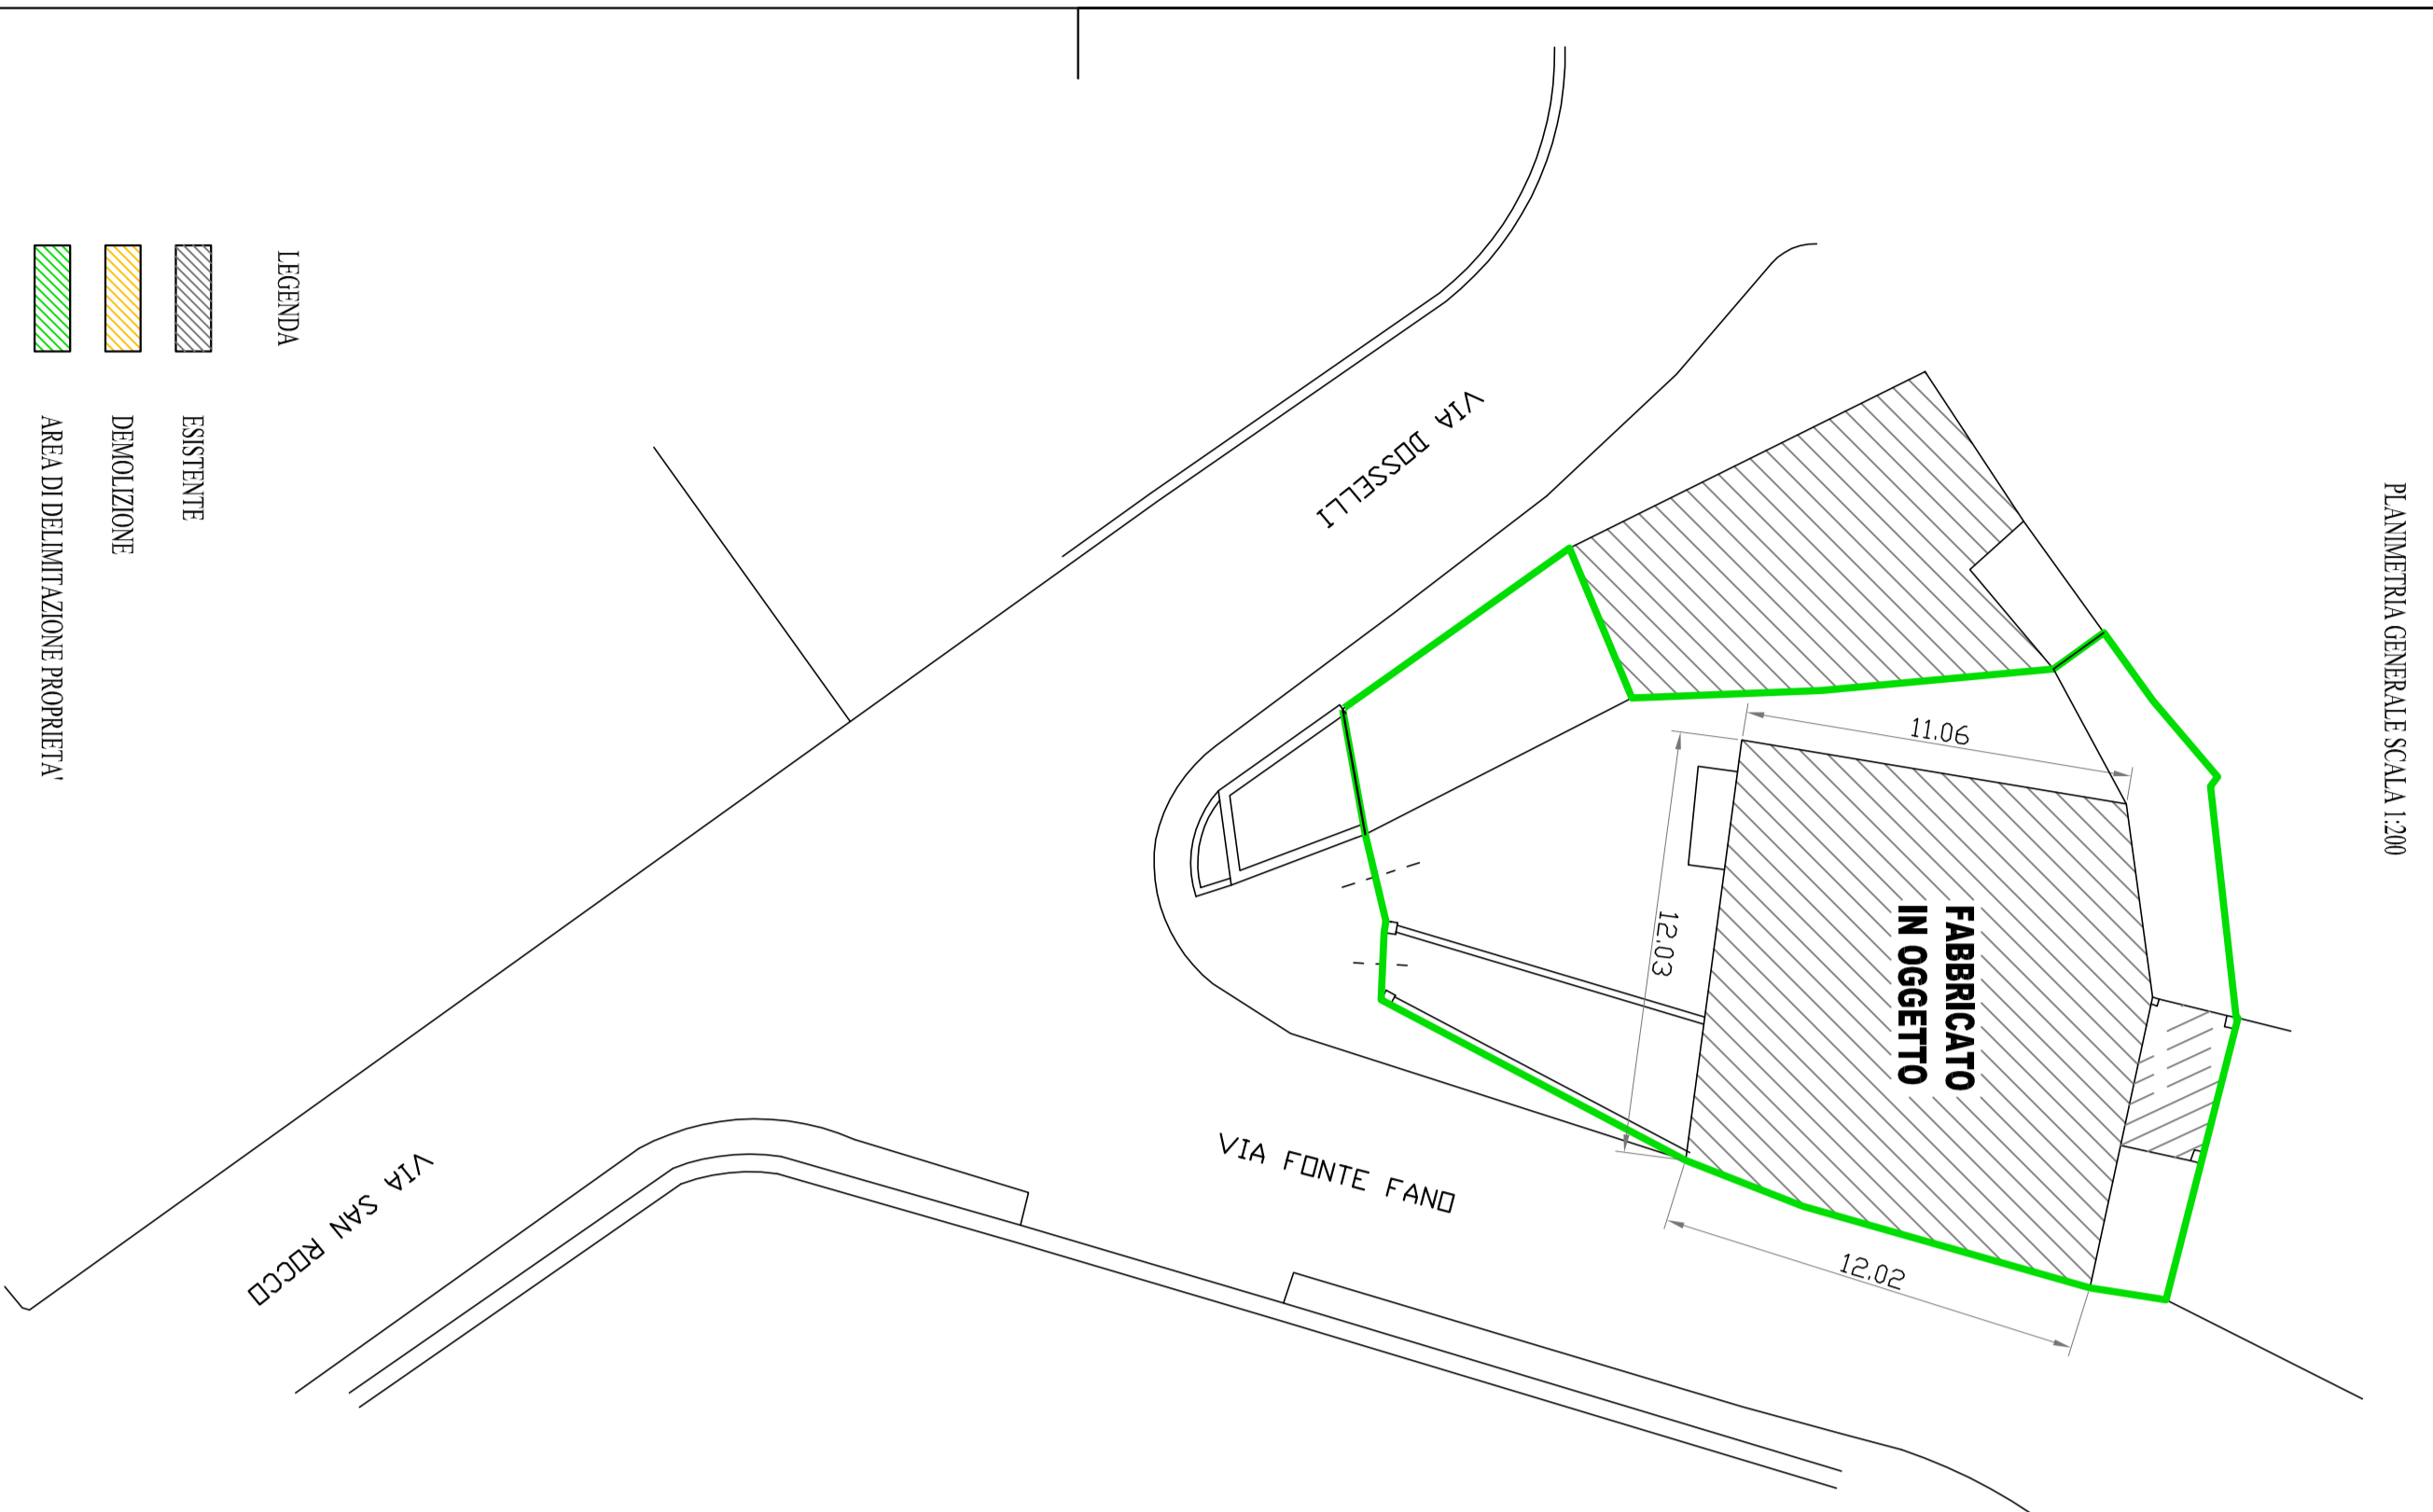 PLANIMETRIA GENERALE SCALA 1:200
VIA DOSSELLI
11.06
12.03
FABBRICATO
IN OGGETTO
12.02
VIA FONTE FANO
VIA SAN ROCCO
LEGENDA
ESISTENTE
DEMOLIZIONE
AREA DI DELIMITAZIONE PROPRIETA'